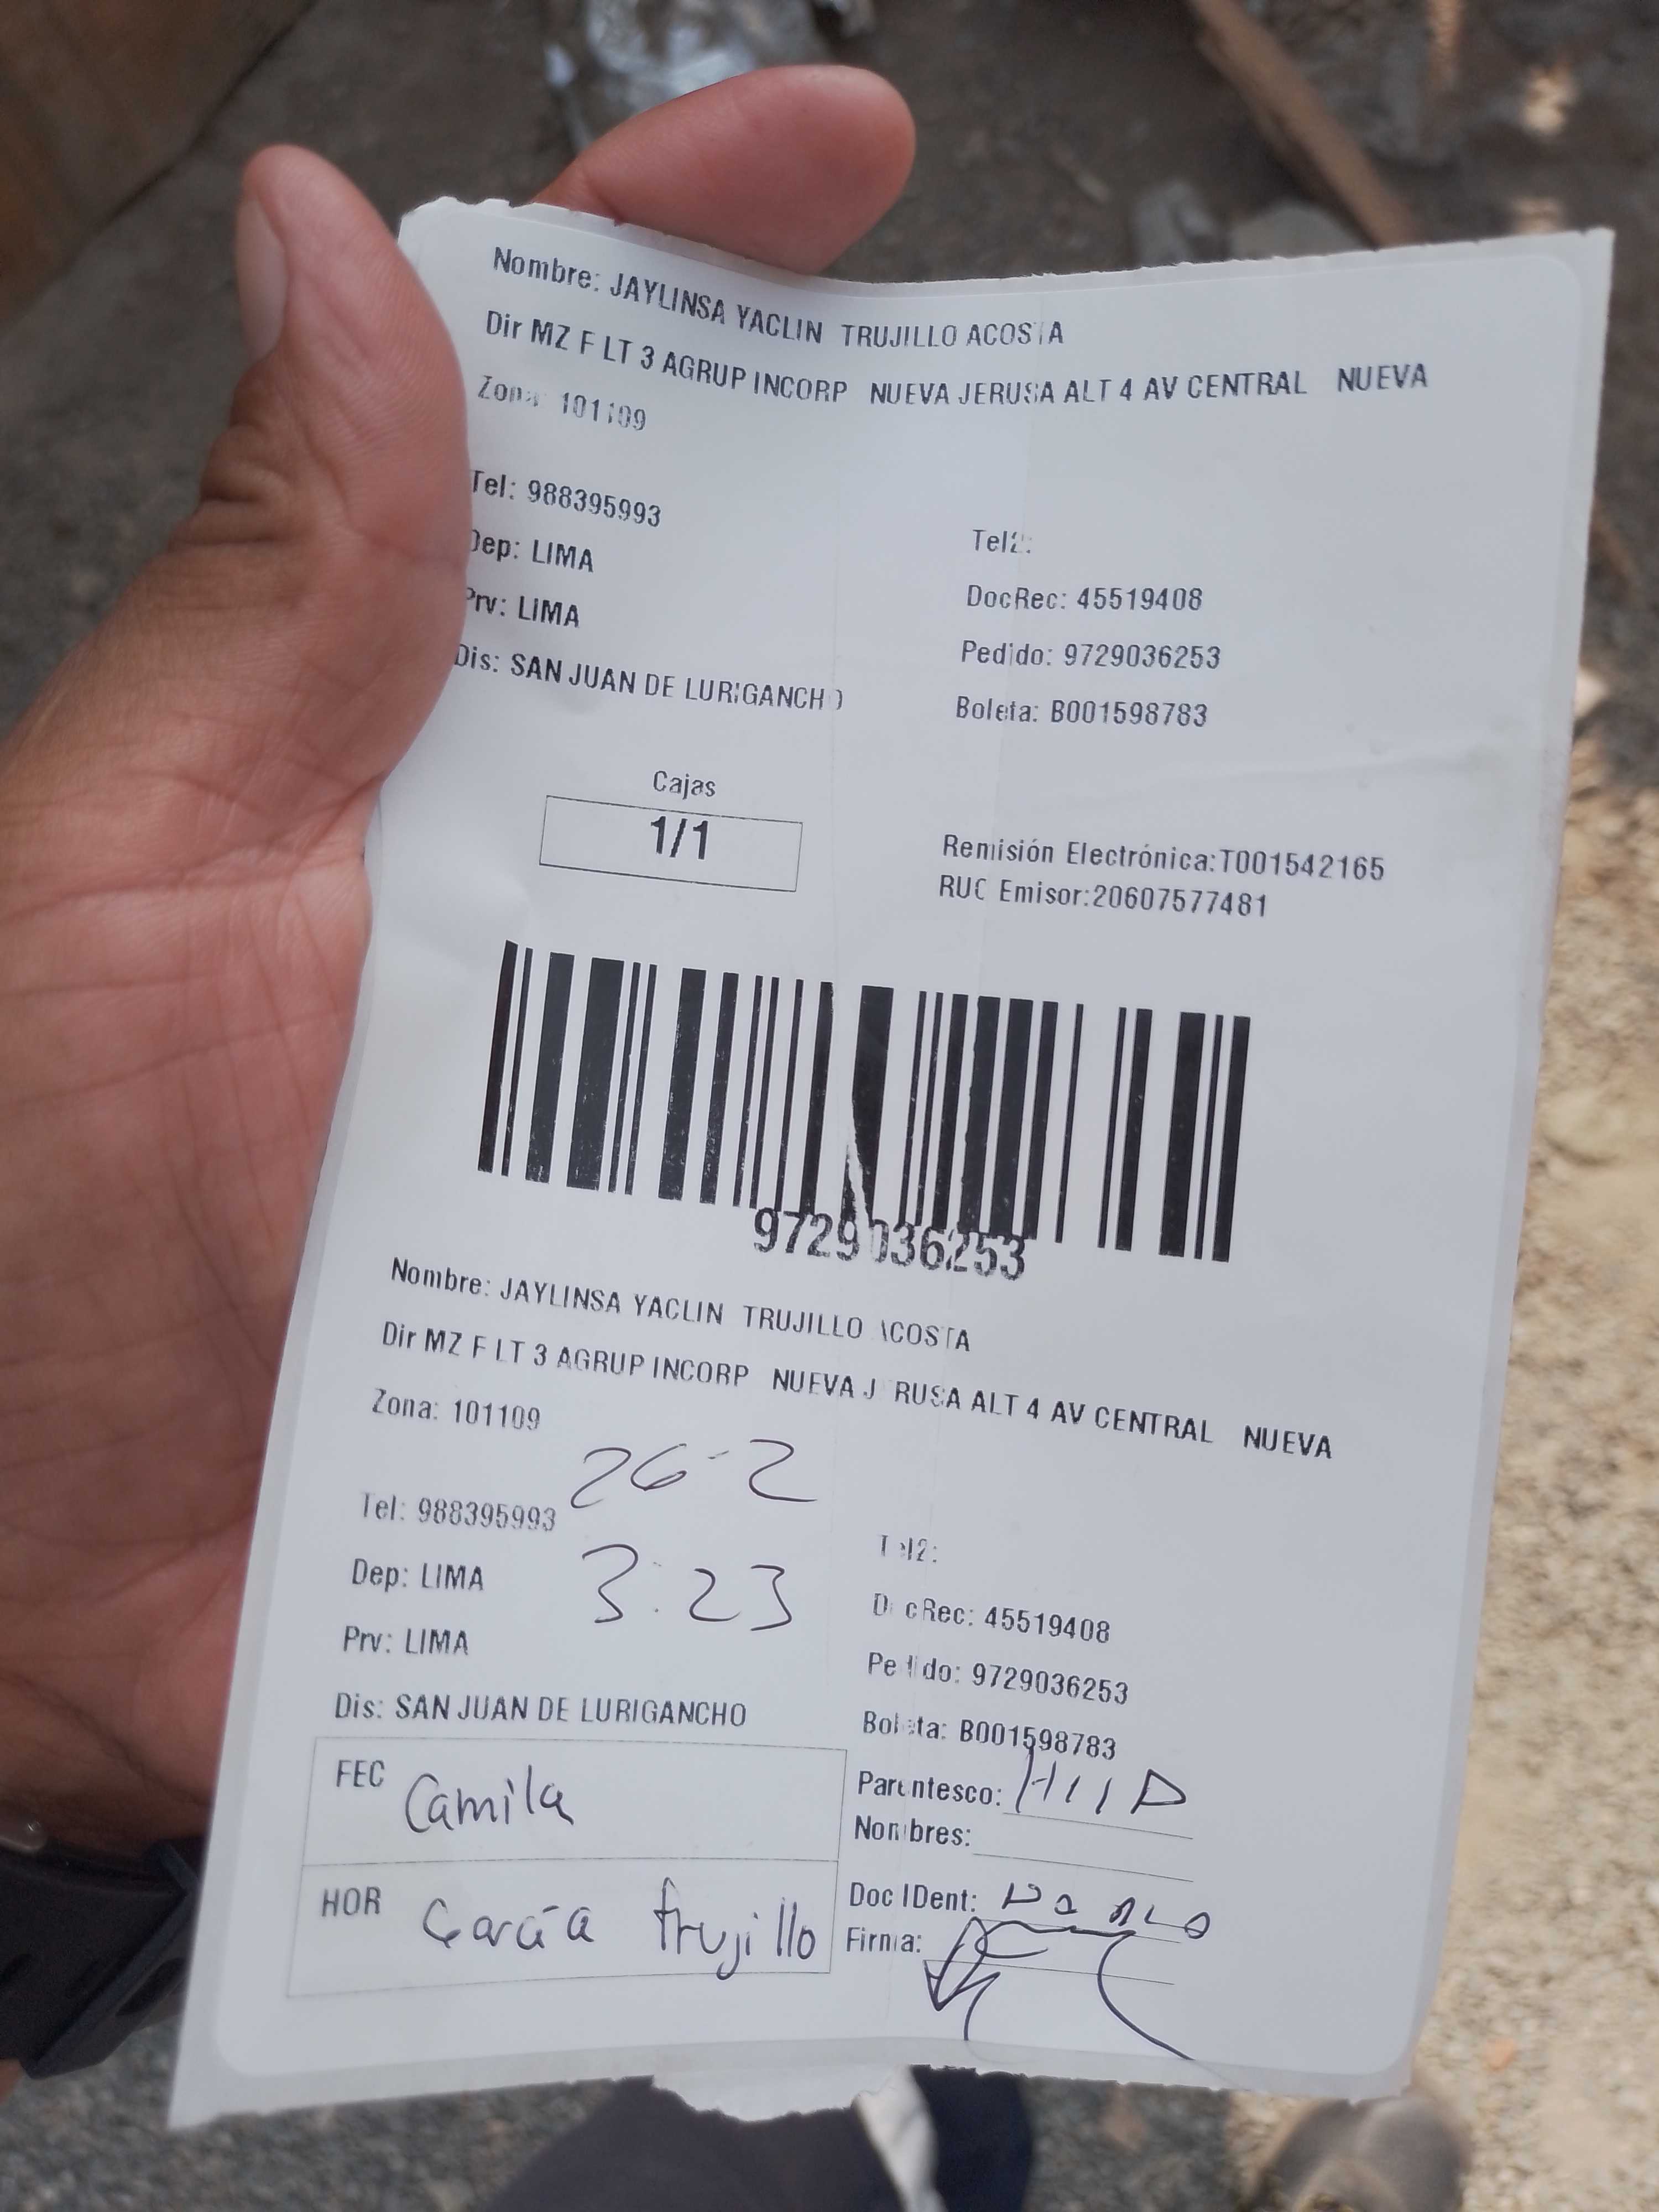 Nombre: JAYLINSA YACLIN TRUJILLO ACOSTA
Dir MZ F LT 3 AGRUP INCORP NUEVA JERUSA ALT 4 AV CENTRAL NUEVA
Zona: 101109
Tel: 988395993
Tel2:
Dep: LIMA
DocRec: 45519408
Prv: LIMA
Pedido: 9729036253
Dis: SAN JUAN DE LURIGANCHO
Boleta: B001598783
Cajas
1/1
Remisión Electrónica:T001542165
RUC Emisor:20607577481
9729036253
Nombre: JAYLINSA YACLIN TRUJILLO ACOSTA
Dir MZ F LT 3 AGRUP INCORP NUEVA JERUSA ALT 4 AV CENTRAL NUEVA
Zona: 101109
26-2
Tel: 988395993
Tel2:
3:23
Dep: LIMA
DocRec: 45519408
Prv: LIMA
Pedido: 9729036253
Dis: SAN JUAN DE LURIGANCHO
Boleta: B001598783
FEC Camila
Parentesco:
Nombres:
HOR García trujillo
Doc IDent:
Firma: